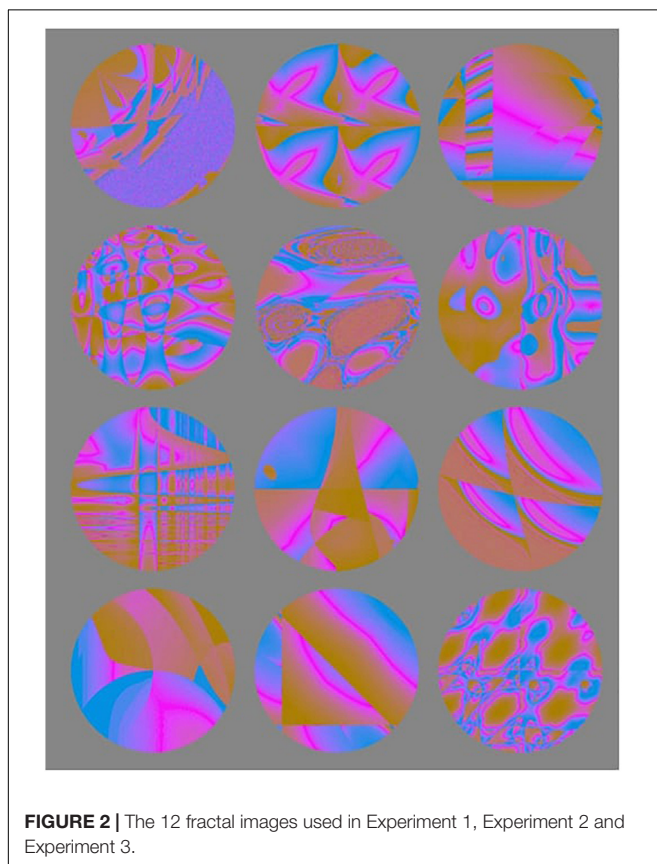 FIGURE 2 | The 12 fractal images used in Experiment 1, Experiment 2 and
Experiment 3.